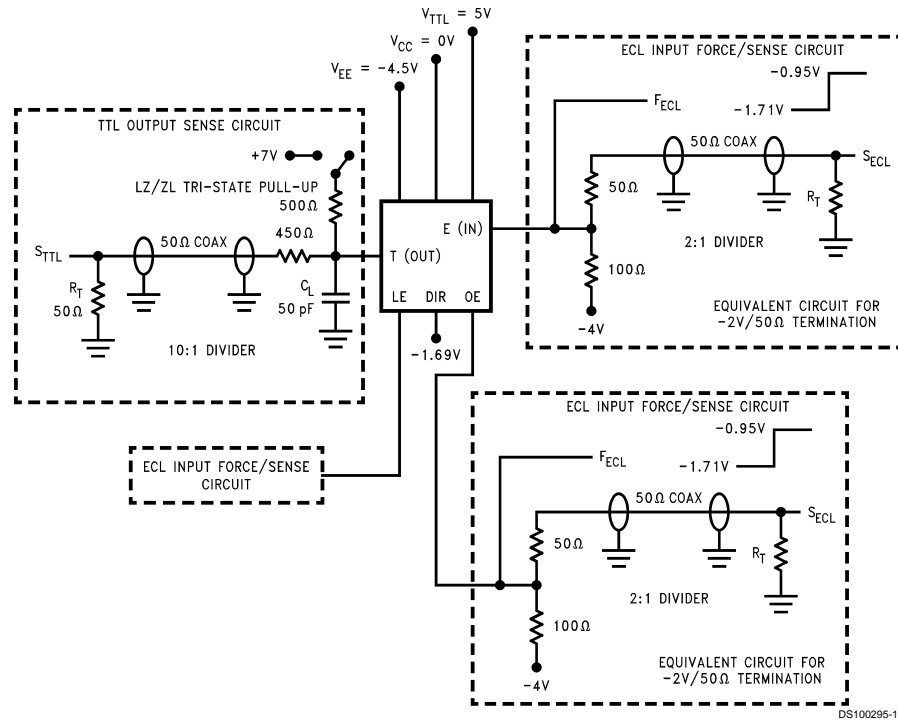 V_TTL = 5V
V_CC = 0V
V_EE = -4.5V
TTL OUTPUT SENSE CIRCUIT
+7V
LZ/ZL TRI-STATE PULL-UP
500Ω
450Ω
50Ω COAX
S_TTL
R_T
50Ω
C_L
50 pF
10:1 DIVIDER
E (IN)
T (OUT)
LE DIR OE
-1.69V
ECL INPUT FORCE/SENSE CIRCUIT
-0.95V
-1.71V
F_ECL
50Ω COAX
S_ECL
50Ω
R_T
2:1 DIVIDER
100Ω
-4V
EQUIVALENT CIRCUIT FOR
-2V/50Ω TERMINATION
ECL INPUT FORCE/SENSE
CIRCUIT
ECL INPUT FORCE/SENSE CIRCUIT
-0.95V
-1.71V
F_ECL
50Ω COAX
S_ECL
50Ω
R_T
2:1 DIVIDER
100Ω
-4V
EQUIVALENT CIRCUIT FOR
-2V/50Ω TERMINATION
DS100295-1